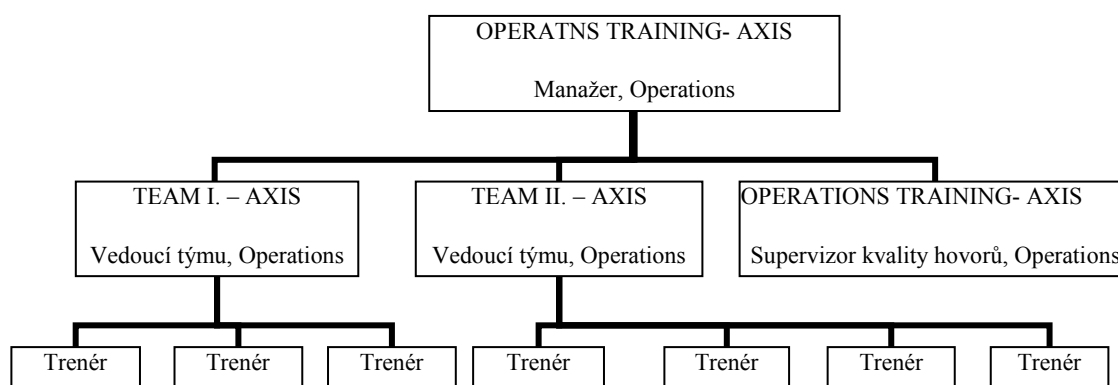 OPERATNS TRAINING- AXIS
Manažer, Operations
TEAM I. – AXIS
Vedoucí týmu, Operations
TEAM II. – AXIS
Vedoucí týmu, Operations
OPERATIONS TRAINING- AXIS
Supervizor kvality hovorů, Operations
Trenér
Trenér
Trenér
Trenér
Trenér
Trenér
Trenér